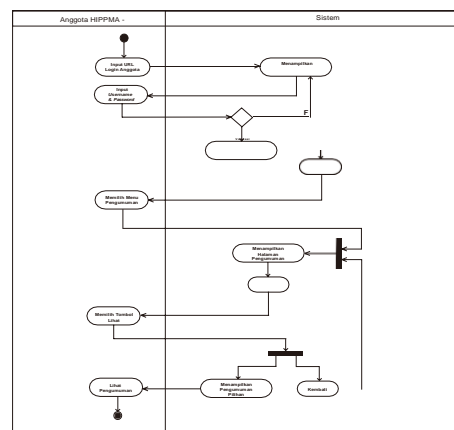 Anggota HIPPMA -
Sistem
Input URL
Login Anggota
Menampilkan
Input
Username
& Password
F
Memilih Menu
Pengumuman
Menampilkan
Halaman
Pengumuman
Memilih Tombol
Lihat
Lihat
Pengumuman
Menampilkan
Pengumuman
Pilihan
Kembali